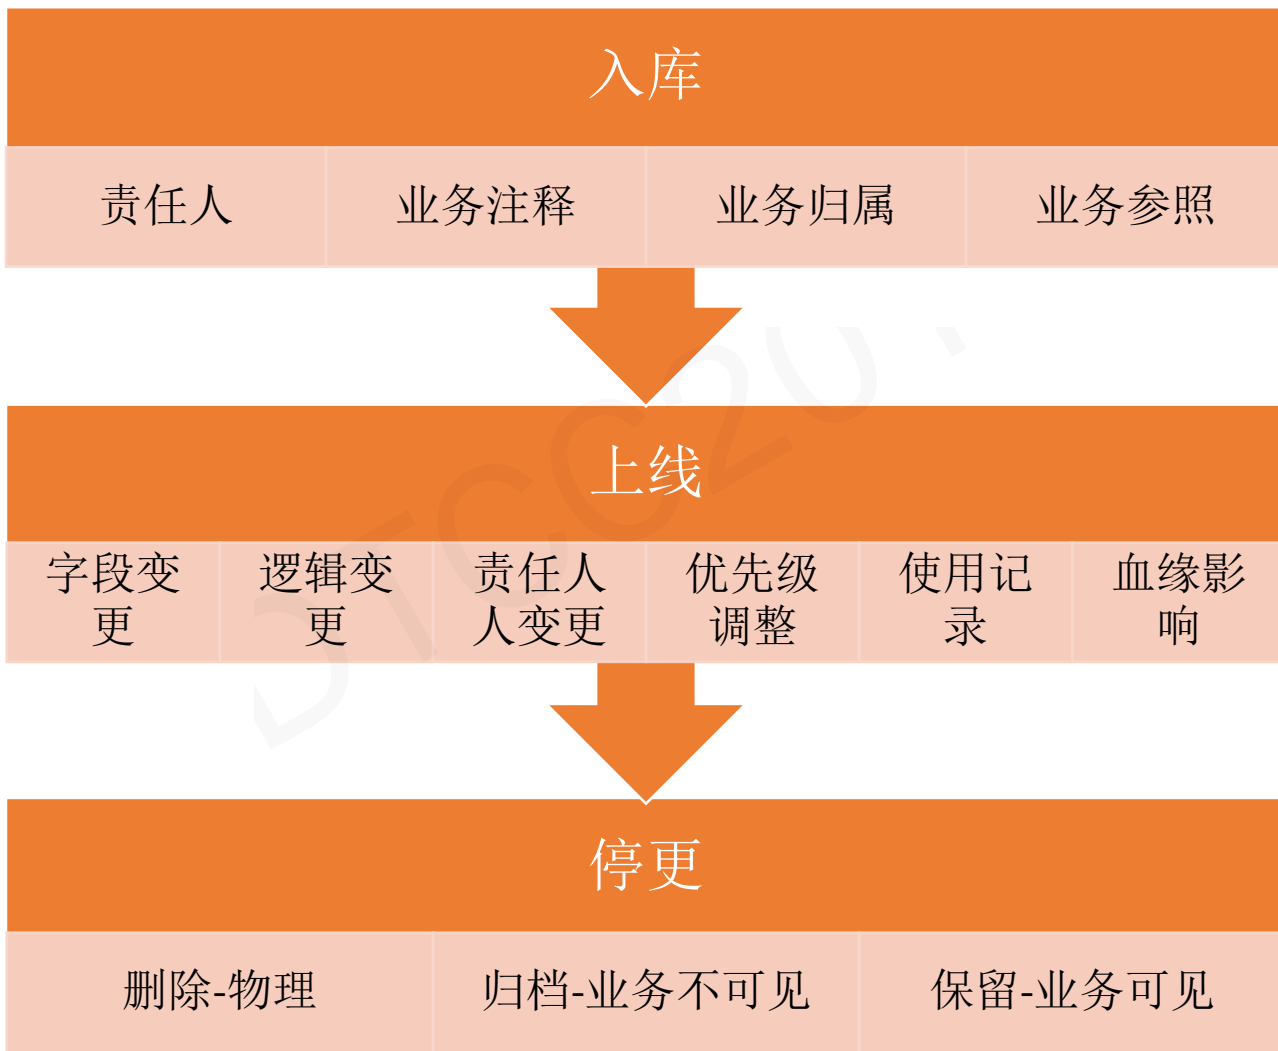 入库
责任人 业务注释 业务归属 业务参照
上线
字段变 逻辑变 责任人 优先级 使用记 血缘影
更 更 人变更 调整 录 响
停更
删除-物理 归档-业务不可见 保留-业务可见